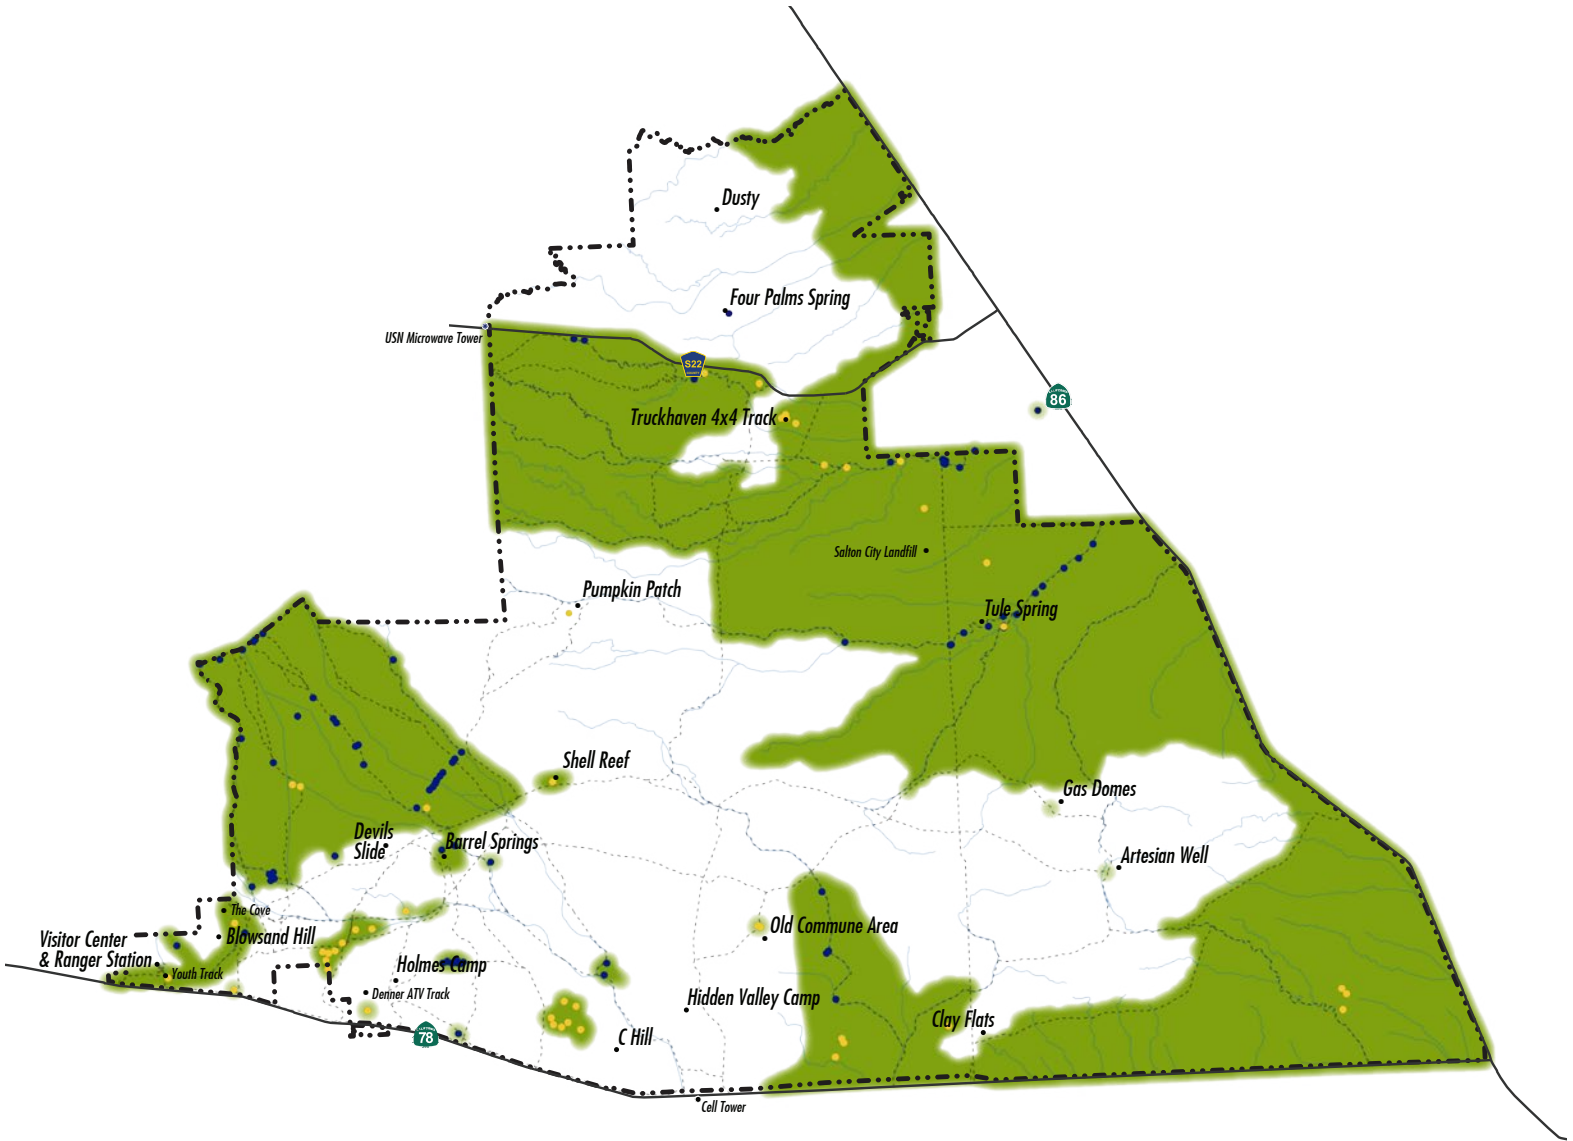 Dusty
Four Palms Spring
USN Microwave Tower
S22
86
Truckhaven 4x4 Track
Salton City Landfill
Pumpkin Patch
Tule Spring
Shell Reef
Gas Domes
Devils
Slide
Barrel Springs
Artesian Well
The Cove
Old Commune Area
Blowsand Hill
Visitor Center
& Ranger Station
Youth Track
Holmes Camp
Denner ATV Track
Hidden Valley Camp
Clay Flats
78
C Hill
Cell Tower